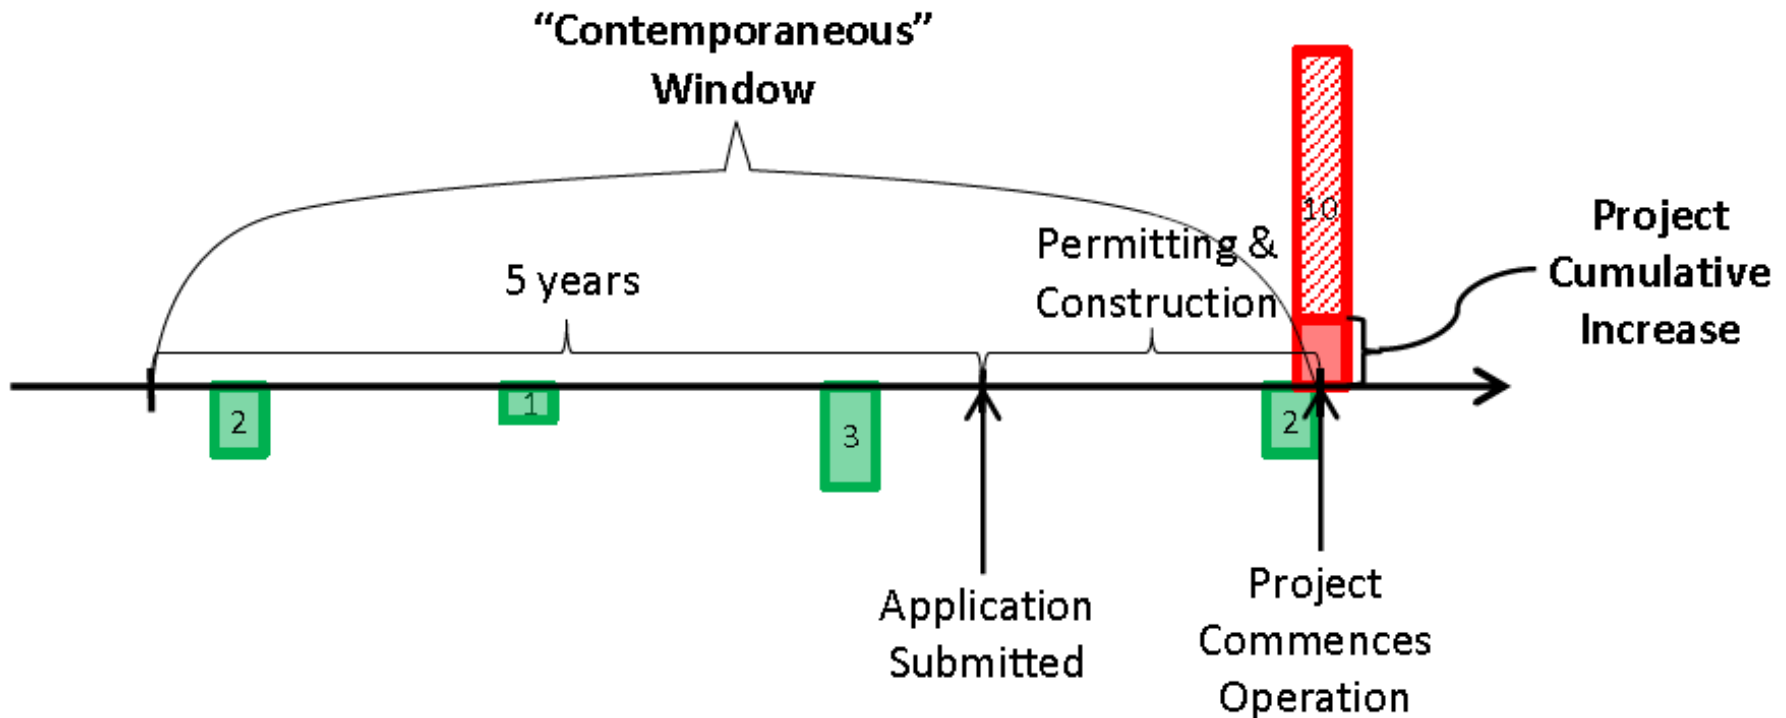 “Contemporaneous”
Window
10
Project
Cumulative
Increase
Permitting &
Construction
5 years
2
1
3
2
Application
Submitted
Project
Commences
Operation